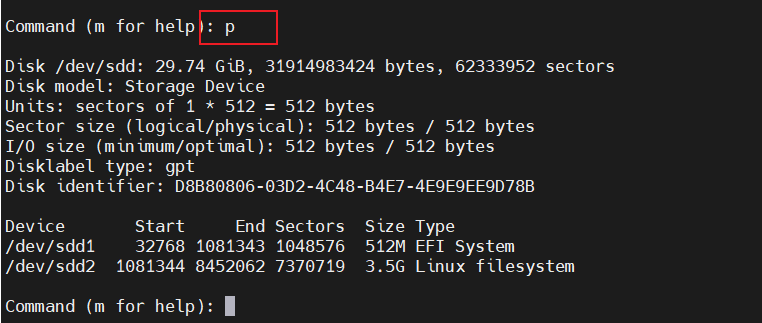 Command (m for help): p
Disk /dev/sdd: 29.74 GiB, 31914983424 bytes, 62333952 sectors
Disk model: Storage Device
Units: sectors of 1 * 512 = 512 bytes
Sector size (logical/physical): 512 bytes / 512 bytes
I/O size (minimum/optimal): 512 bytes / 512 bytes
Disklabel type: gpt
Disk identifier: D8B80806-03D2-4C48-B4E7-4E9E9EE9D78B
Device Start End Sectors Size Type
/dev/sdd1 32768 1081343 1048576 512M EFI System
/dev/sdd2 1081344 8452062 7370719 3.5G Linux filesystem
Command (m for help):